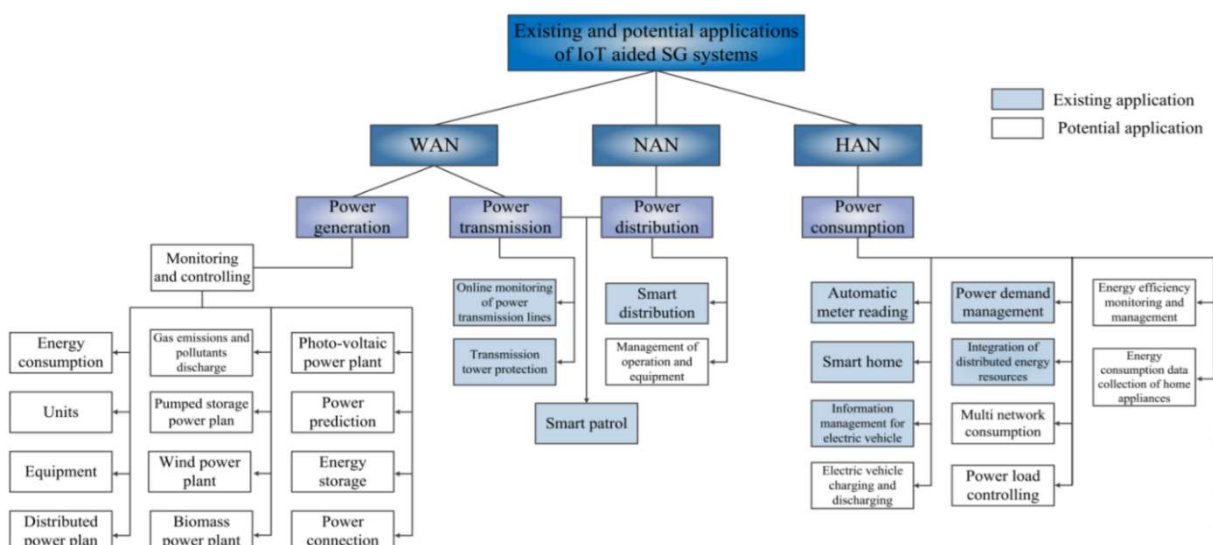 Existing and potential applications
of IoT aided SG systems
Existing application
Potential application
WAN
NAN
HAN
Power
generation
Power
transmission
Power
distribution
Power
consumption
Monitoring
and controlling
Energy
consumption
Units
Equipment
Distributed
power plan
Gas emissions and
pollutants
discharge
Pumped storage
power plan
Wind power
plant
Biomass
power plant
Photo-voltaic
power plant
Power
prediction
Energy
storage
Power
connection
Online monitoring
of power
transmission lines
Transmission
tower protection
Smart
distribution
Management of
operation and
equipment
Smart patrol
Automatic
meter reading
Smart home
Information
management for
electric vehicle
Electric vehicle
charging and
discharging
Power demand
management
Integration of
distributed energy
resources
Multi network
consumption
Power load
controlling
Energy efficiency
monitoring and
management
Energy
consumption data
collection of home
appliances